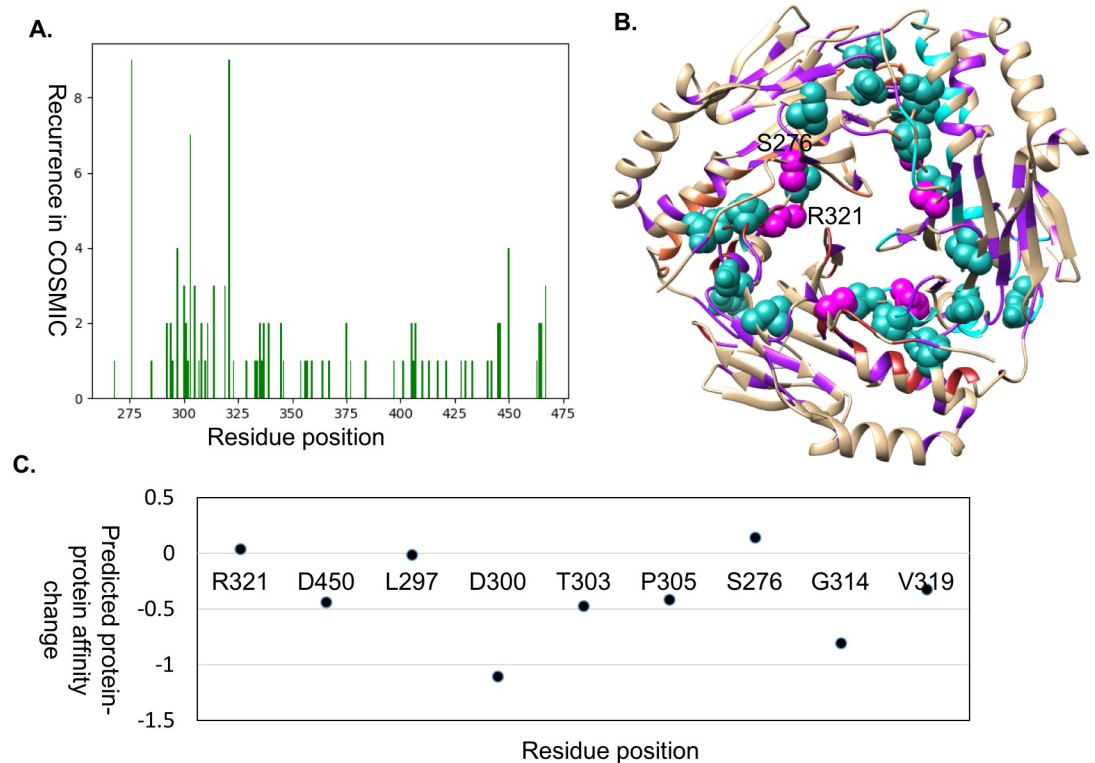 A.
Recurrence in COSMIC
8
6
4
2
0
275
300
325
350
375
400
425
450
475
Residue position
B.
S276
R321
C.
Predicted protein-
protein affinity
change
0.5
0
-0.5
-1
-1.5
R321 D450 L297 D300 T303 P305 S276 G314 V319
Residue position